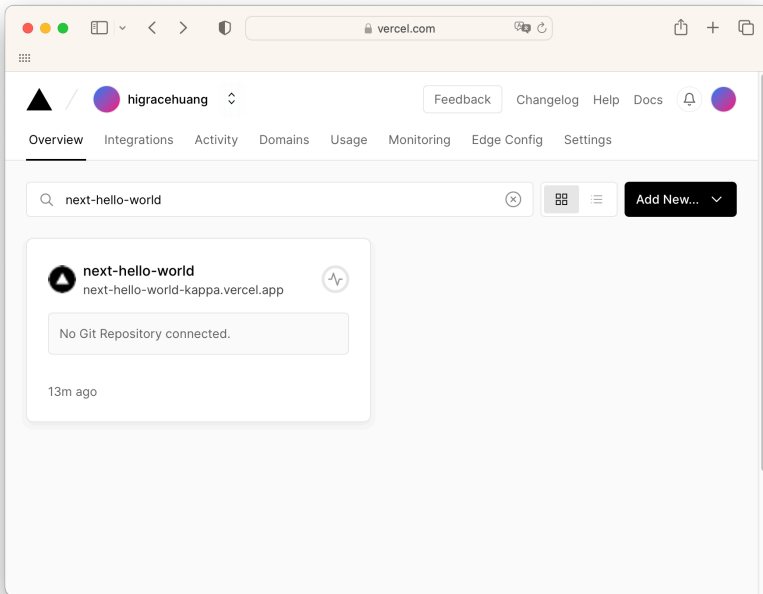 vercel.com
higracehuang
Feedback
Changelog
Help
Docs
Overview
Integrations
Activity
Domains
Usage
Monitoring
Edge Config
Settings
next-hello-world
Add New...
next-hello-world
next-hello-world-kappa.vercel.app
No Git Repository connected.
13m ago